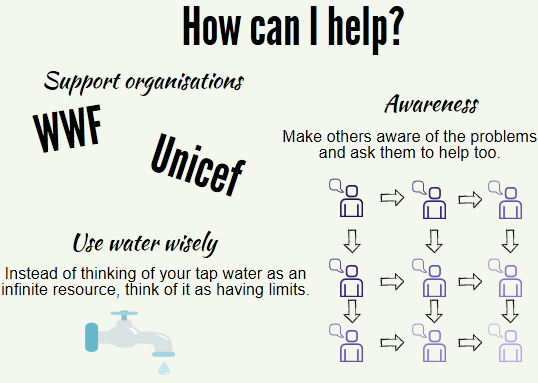 How can I help?
Support organisations
WWF
Unicef
Awareness
Make others aware of the problems
and ask them to help too.
Use water wisely
Instead of thinking of your tap water as an
infinite resource, think of it as having limits.